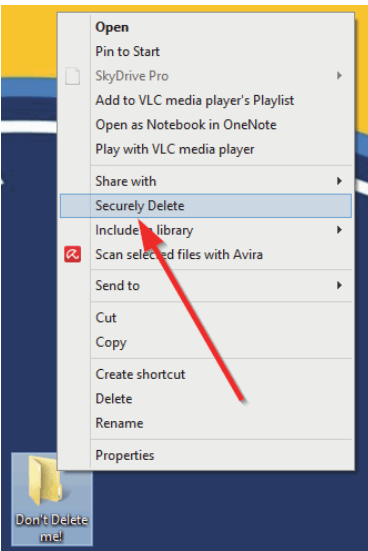 Open
Pin to Start
SkyDrive Pro
Add to VLC media player's Playlist
Open as Notebook in OneNote
Play with VLC media player
Share with
Securely Delete
Include in library
Scan selected files with Avira
Send to
Cut
Copy
Create shortcut
Delete
Rename
Properties
Don't Delete
me!